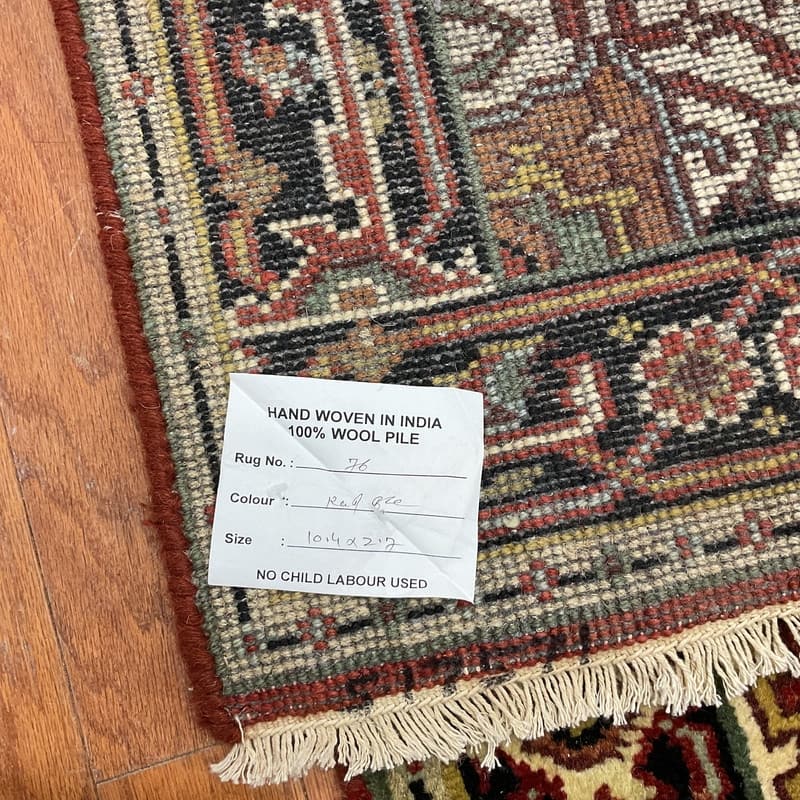 HAND WOVEN IN INDIA
100% WOOL PILE
Rug No. : 76
Colour : Red
Size : 10.4x2.7
NO CHILD LABOUR USED